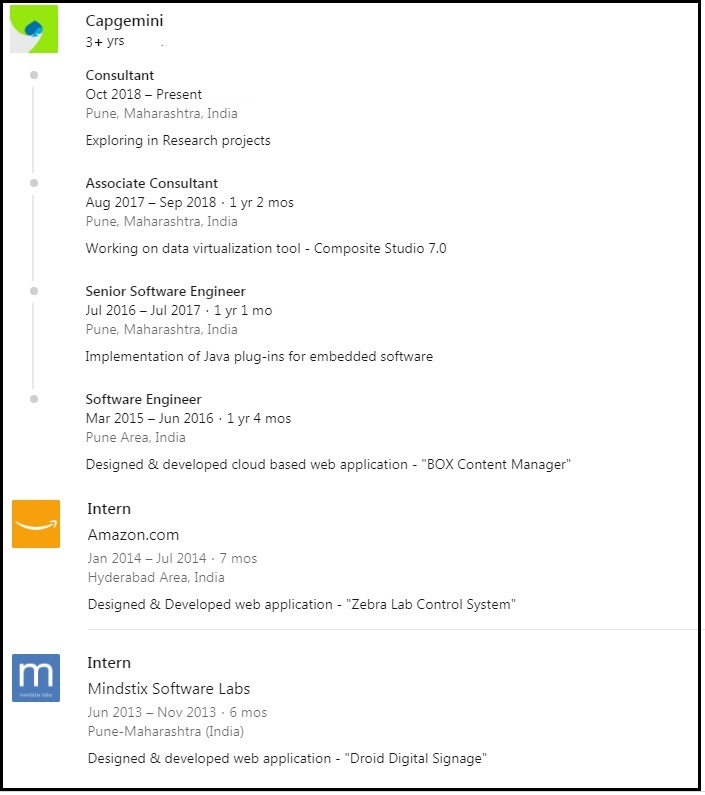 Capgemini
3+ yrs .
Consultant
Oct 2018 – Present
Pune, Maharashtra, India
Exploring in Research projects
Associate Consultant
Aug 2017 – Sep 2018 · 1 yr 2 mos
Pune, Maharashtra, India
Working on data virtualization tool - Composite Studio 7.0
Senior Software Engineer
Jul 2016 – Jul 2017 · 1 yr 1 mo
Pune, Maharashtra, India
Implementation of Java plug-ins for embedded software
Software Engineer
Mar 2015 – Jun 2016 · 1 yr 4 mos
Pune Area, India
Designed & developed cloud based web application - "BOX Content Manager"
Intern
Amazon.com
Jan 2014 – Jul 2014 · 7 mos
Hyderabad Area, India
Designed & Developed web application - "Zebra Lab Control System"
Intern
m
mindstix labs
Mindstix Software Labs
Jun 2013 – Nov 2013 · 6 mos
Pune-Maharashtra (India)
Designed & developed web application - "Droid Digital Signage"